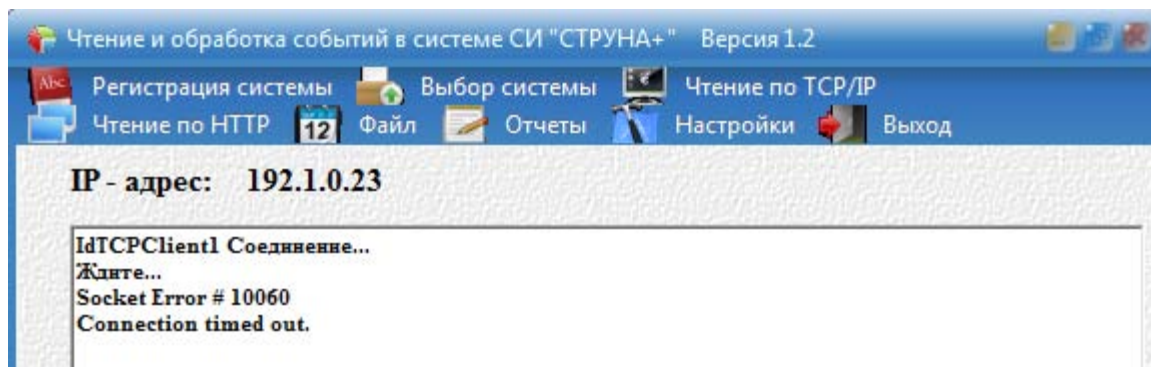 Чтение и обработка событий в системе СИ "СТРУНА+" Версия 1.2
Abc Регистрация системы Выбор системы Чтение по TCP/IP
Чтение по HTTP 12 Файл Отчеты Настройки Выход
IP - адрес: 192.1.0.23
IdTCPClient1 Соединение...
Ждите...
Socket Error # 10060
Connection timed out.